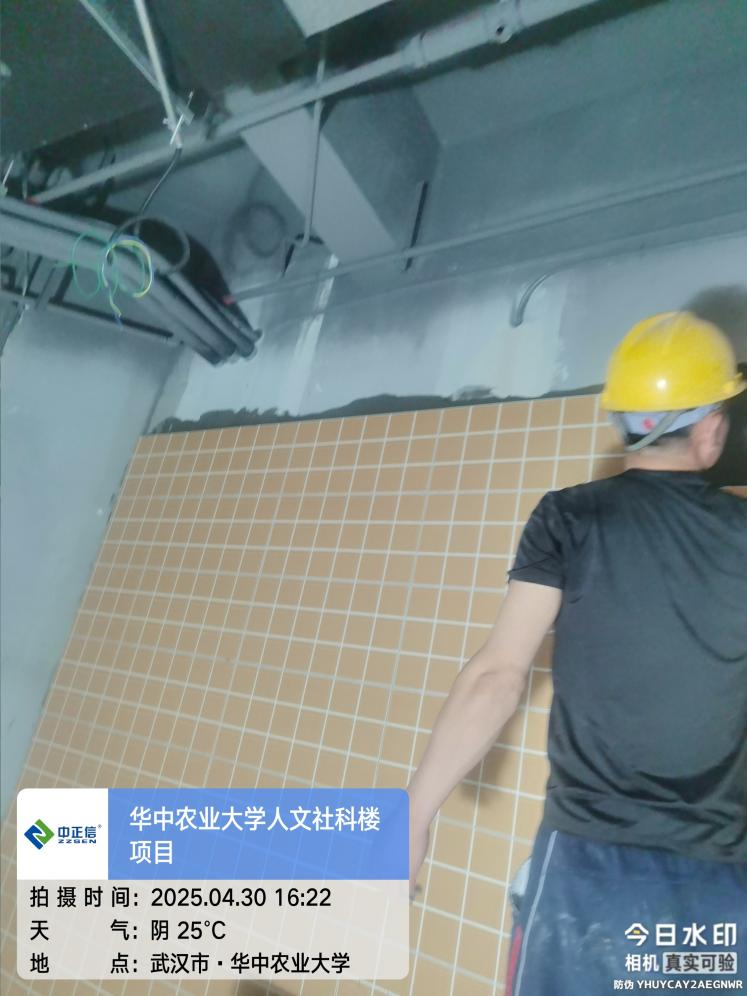 中正信®
ZZSEN
华中农业大学人文社科楼
项目
拍摄时间：2025.04.30 16:22
天气：阴 25℃
地点：武汉市·华中农业大学
今日水印
相机 真实可验
防伪 YHUYCAY2AEGNWR